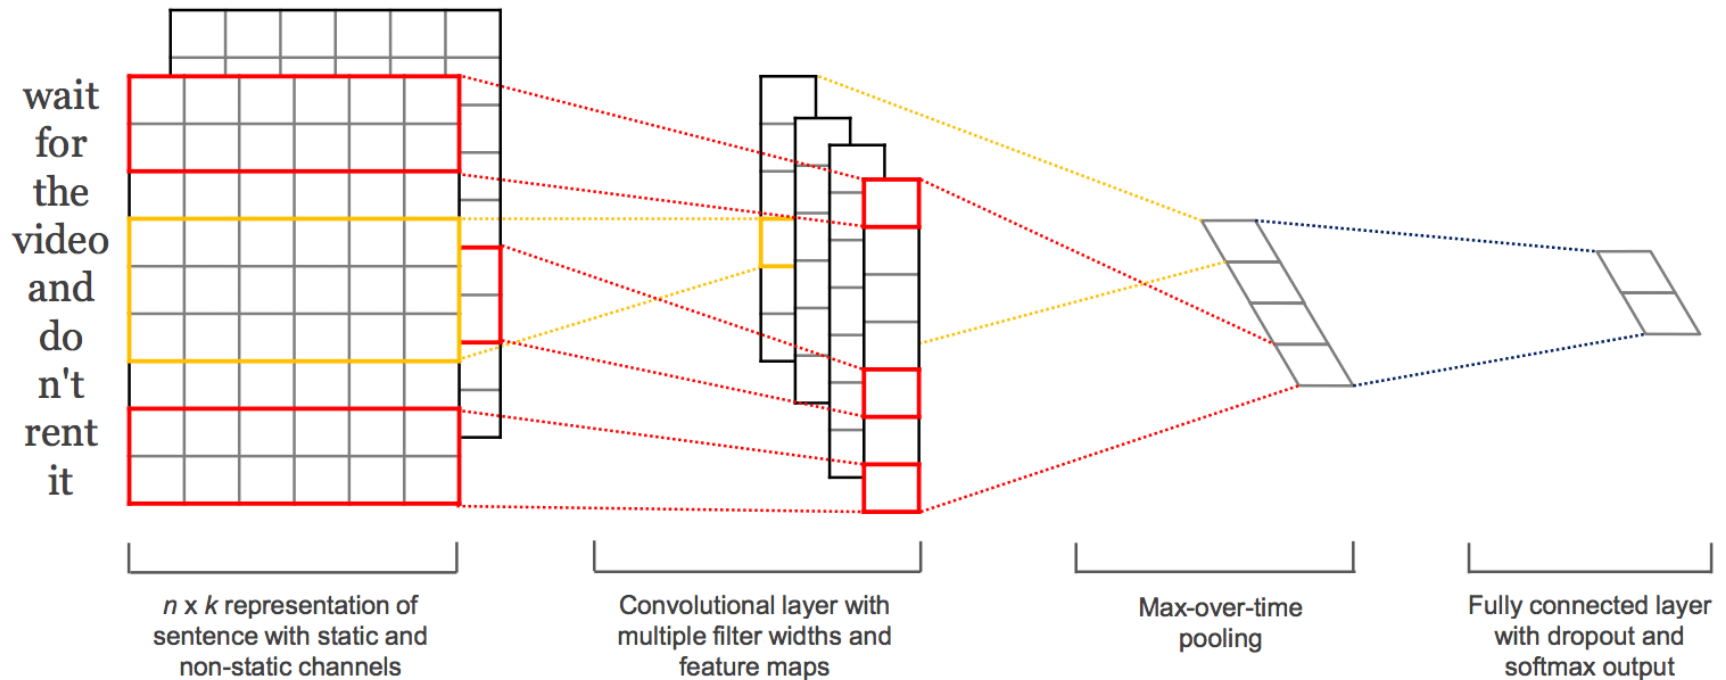 wait
for
the
video
and
do
n't
rent
it
n x k representation of
sentence with static and
non-static channels
Convolutional layer with
multiple filter widths and
feature maps
Max-over-time
pooling
Fully connected layer
with dropout and
softmax output